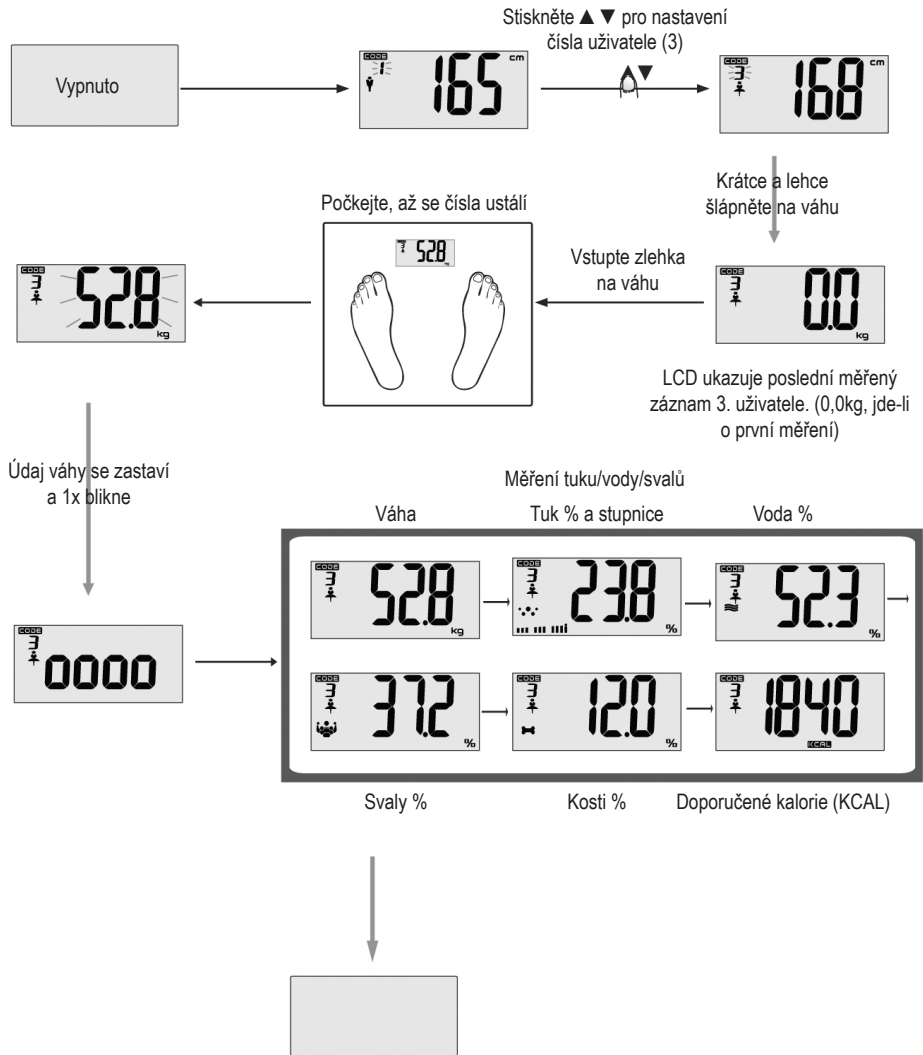 Stiskněte ▲ ▼ pro nastavení
čísla uživatele (3)
Vypnuto
CODE
1
165 cm
▲▼
CODE
3
168 cm
Krátce a lehce
šlápněte na váhu
Počkejte, až se čísla ustálí
CODE
3
52.8
kg
3
52.8
Vstupte zlehka
na váhu
CODE
3
0.0
kg
LCD ukazuje poslední měřený
záznam 3. uživatele. (0,0kg, jde-li
o první měření)
Údaj váhy se zastaví
a 1x blikne
Měření tuku/vody/svalů
Váha
Tuk % a stupnice
Voda %
CODE
3
52.8
kg
CODE
3
23.8
%
CODE
3
52.3
%
CODE
3
0000
CODE
3
37.2
%
CODE
3
12.0
%
CODE
3
1840
KCAL
Svaly %
Kosti %
Doporučené kalorie (KCAL)